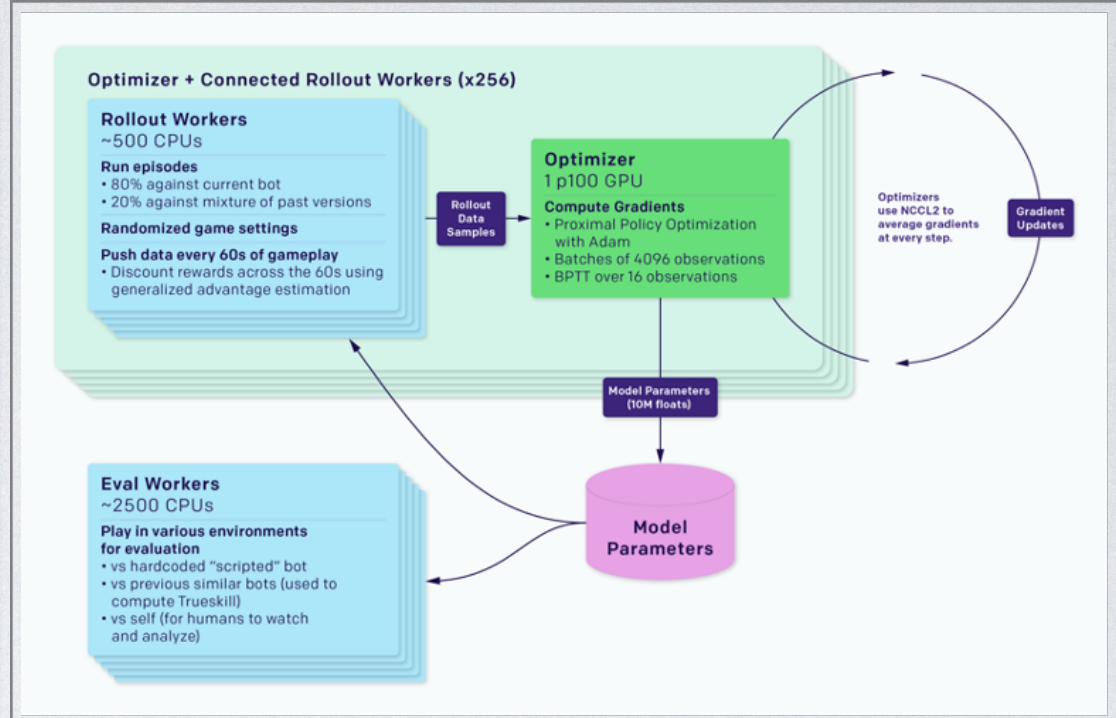 Optimizer + Connected Rollout Workers (x256)
Rollout Workers
~500 CPUs
Run episodes
• 80% against current bot
• 20% against mixture of past versions
Randomized game settings
Push data every 60s of gameplay
• Discount rewards across the 60s using
generalized advantage estimation
Rollout
Data
Samples
Optimizer
1 p100 GPU
Compute Gradients
• Proximal Policy Optimization
with Adam
• Batches of 4096 observations
• BPTT over 16 observations
Optimizers
use NCCL2 to
average gradients
at every step.
Gradient
Updates
Model Parameters
(10M floats)
Model
Parameters
Eval Workers
~2500 CPUs
Play in various environments
for evaluation
• vs hardcoded “scripted” bot
• vs previous similar bots (used to
compute Trueskill)
• vs self (for humans to watch
and analyze)